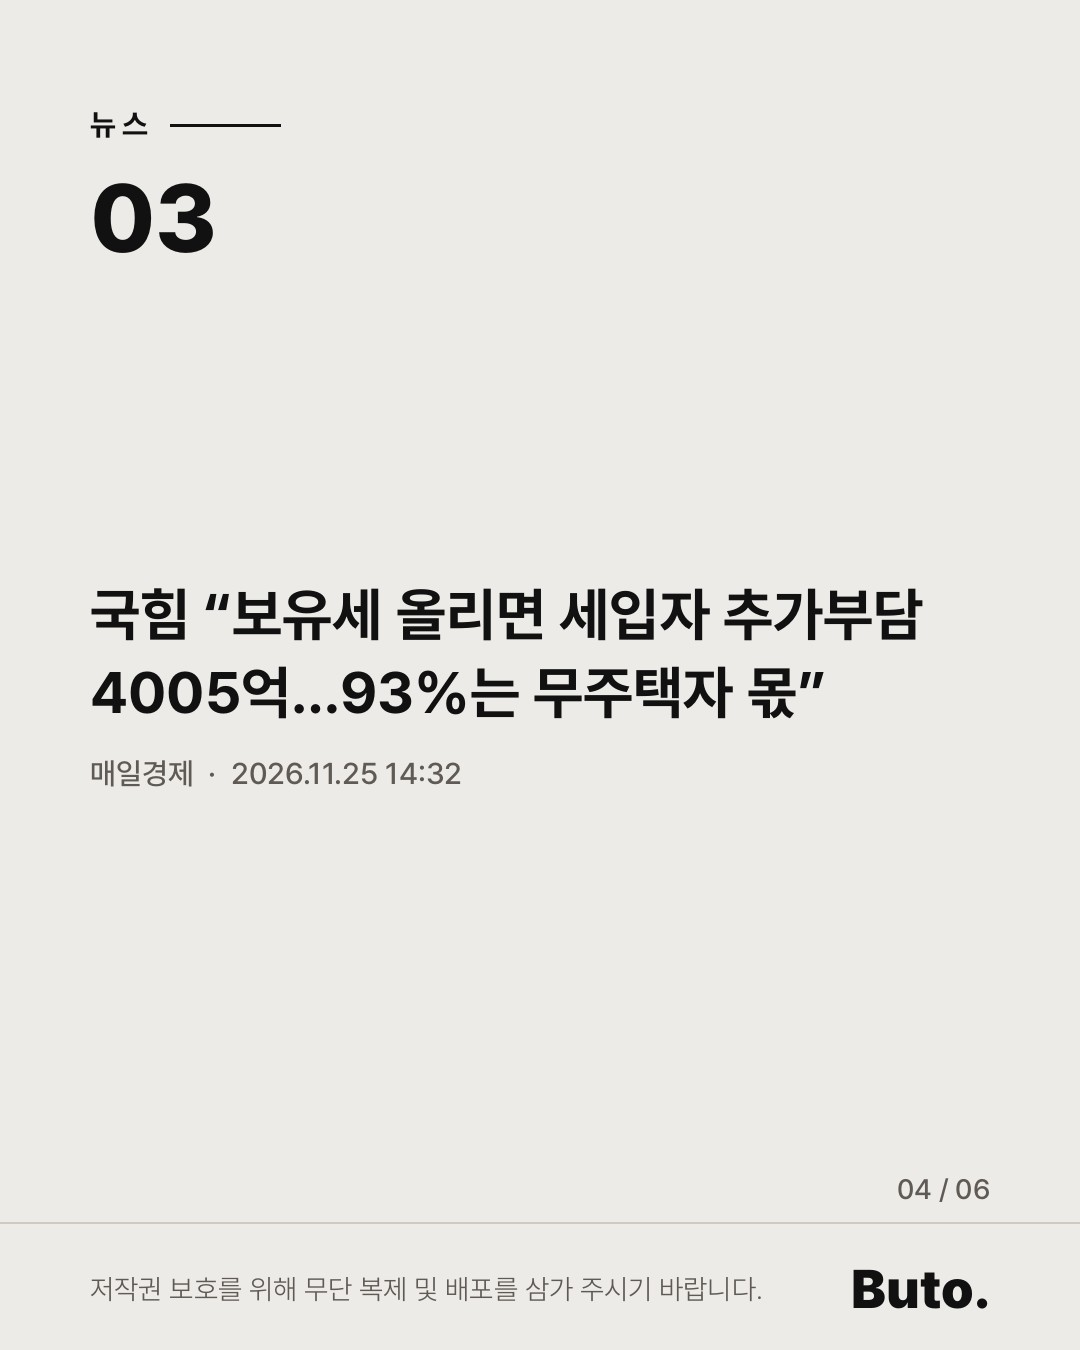 뉴스
03
국힘 “보유세 올리면 세입자 추가부담
4005억…93%는 무주택자 몫”
매일경제 · 2026.11.25 14:32
04 / 06
저작권 보호를 위해 무단 복제 및 배포를 삼가 주시기 바랍니다.
Buto.